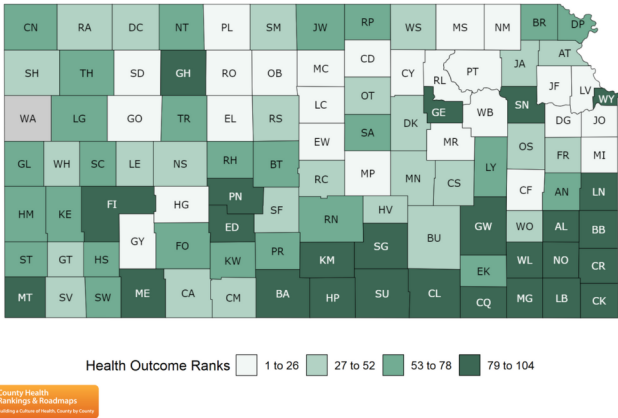 CN RA DC NT PL SM JW RP WS MS NM BR DP
SH TH SD GH RO OB MC CD CY RL PT JA AT
OT JF LV WY
WA LG GO TR EL RS LC SA DK GE WB SN DG JO
EW MR OS FR MI
GL WH SC LE NS RH BT RC MP MN CS LY CF AN LN
HM KE FI HG PN SF RN HV GW WO AL BB
GY FO ED SG BU
ST GT HS KW PR KM EK WL NO CR
MT SV SW ME CA CM BA HP SU CL CQ MG LB CK
Health Outcome Ranks 1 to 26 27 to 52 53 to 78 79 to 104
County Health
Rankings & Roadmaps
Building a Culture of Health, County by County